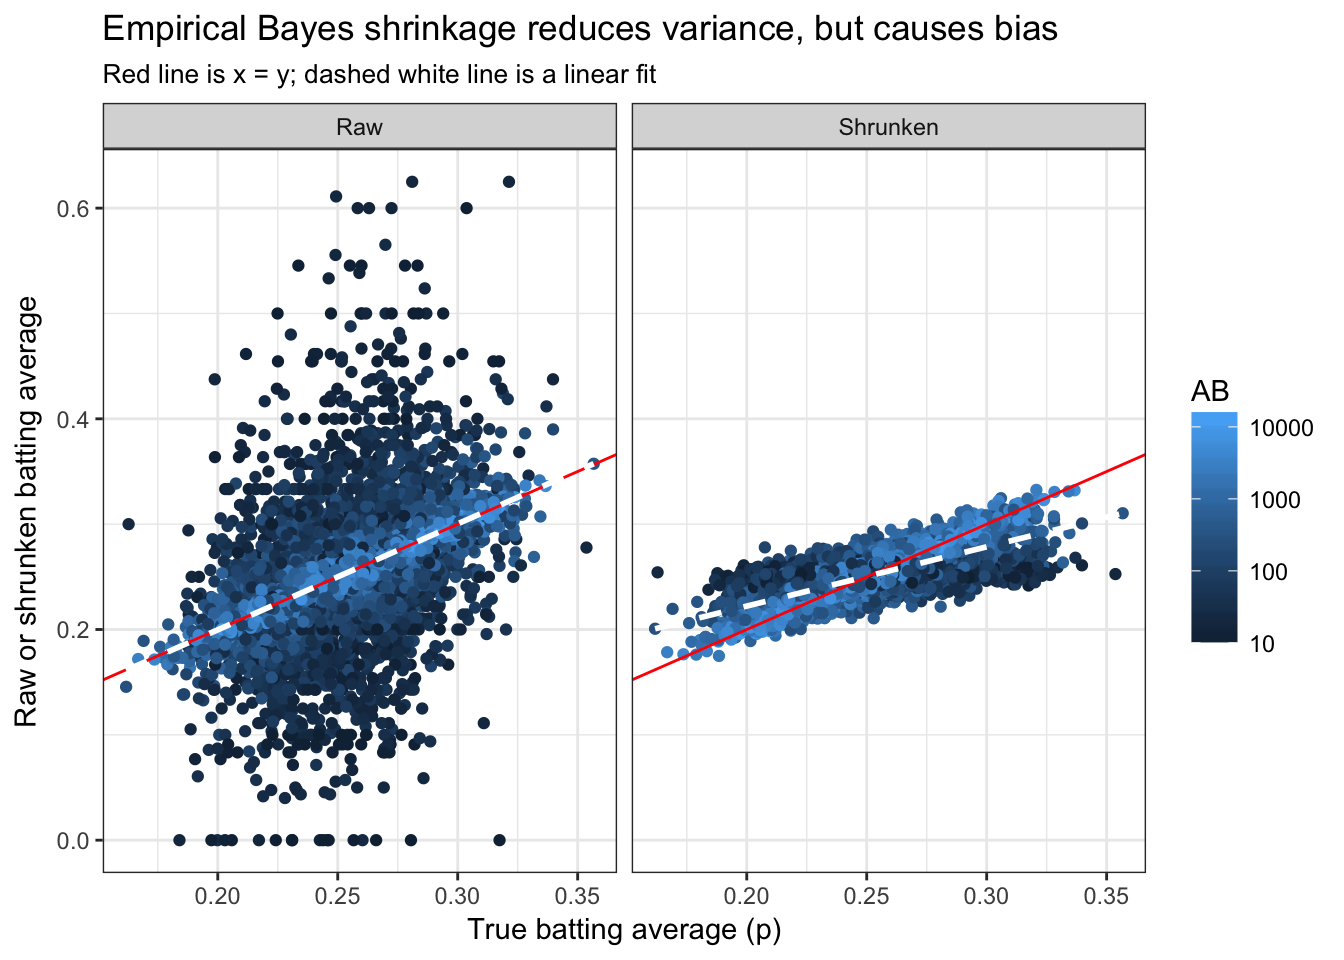 Empirical Bayes shrinkage reduces variance, but causes bias
Red line is x = y; dashed white line is a linear fit
Raw
Shrunken
Raw or shrunken batting average
0.6
0.4
0.2
0.0
0.20 0.25 0.30 0.35
0.20 0.25 0.30 0.35
True batting average (p)
AB
10000
1000
100
10